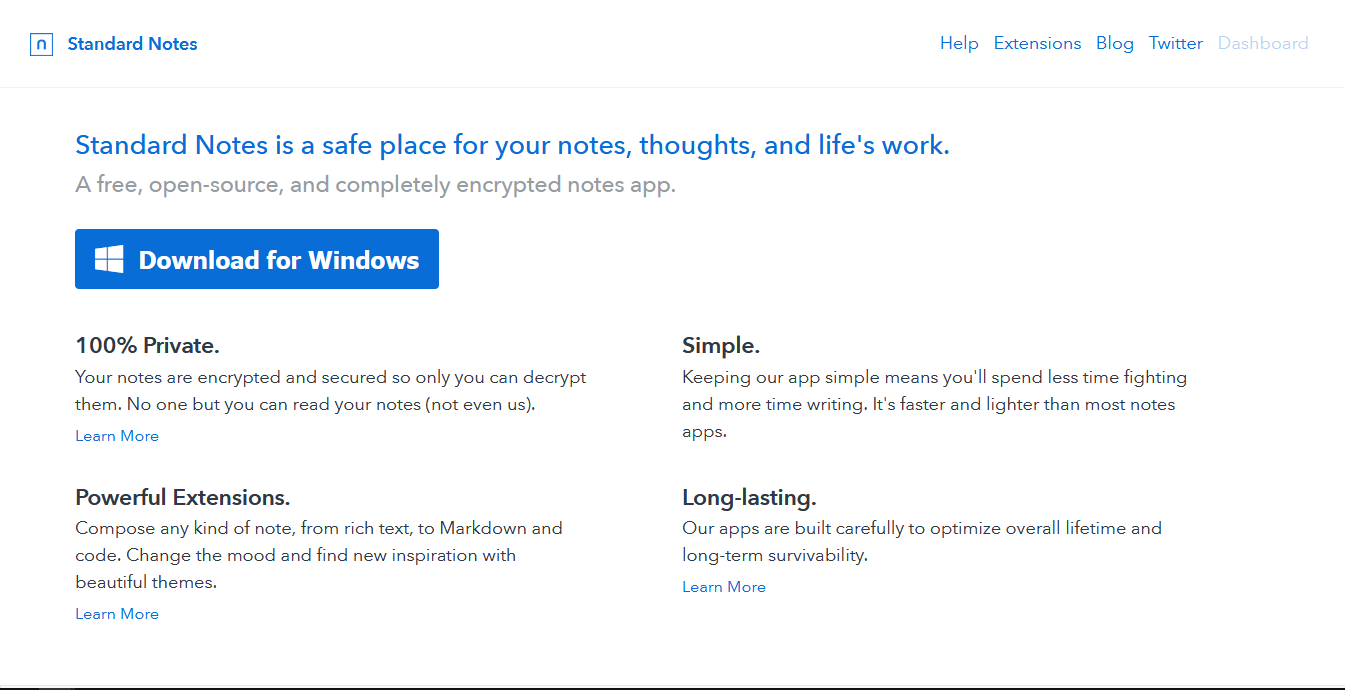 Standard Notes
Help Extensions Blog Twitter Dashboard
Standard Notes is a safe place for your notes, thoughts, and life's work.
A free, open-source, and completely encrypted notes app.
Download for Windows
100% Private.
Your notes are encrypted and secured so only you can decrypt
them. No one but you can read your notes (not even us).
Learn More
Simple.
Keeping our app simple means you'll spend less time fighting
and more time writing. It's faster and lighter than most notes
apps.
Powerful Extensions.
Compose any kind of note, from rich text, to Markdown and
code. Change the mood and find new inspiration with
beautiful themes.
Learn More
Long-lasting.
Our apps are built carefully to optimize overall lifetime and
long-term survivability.
Learn More